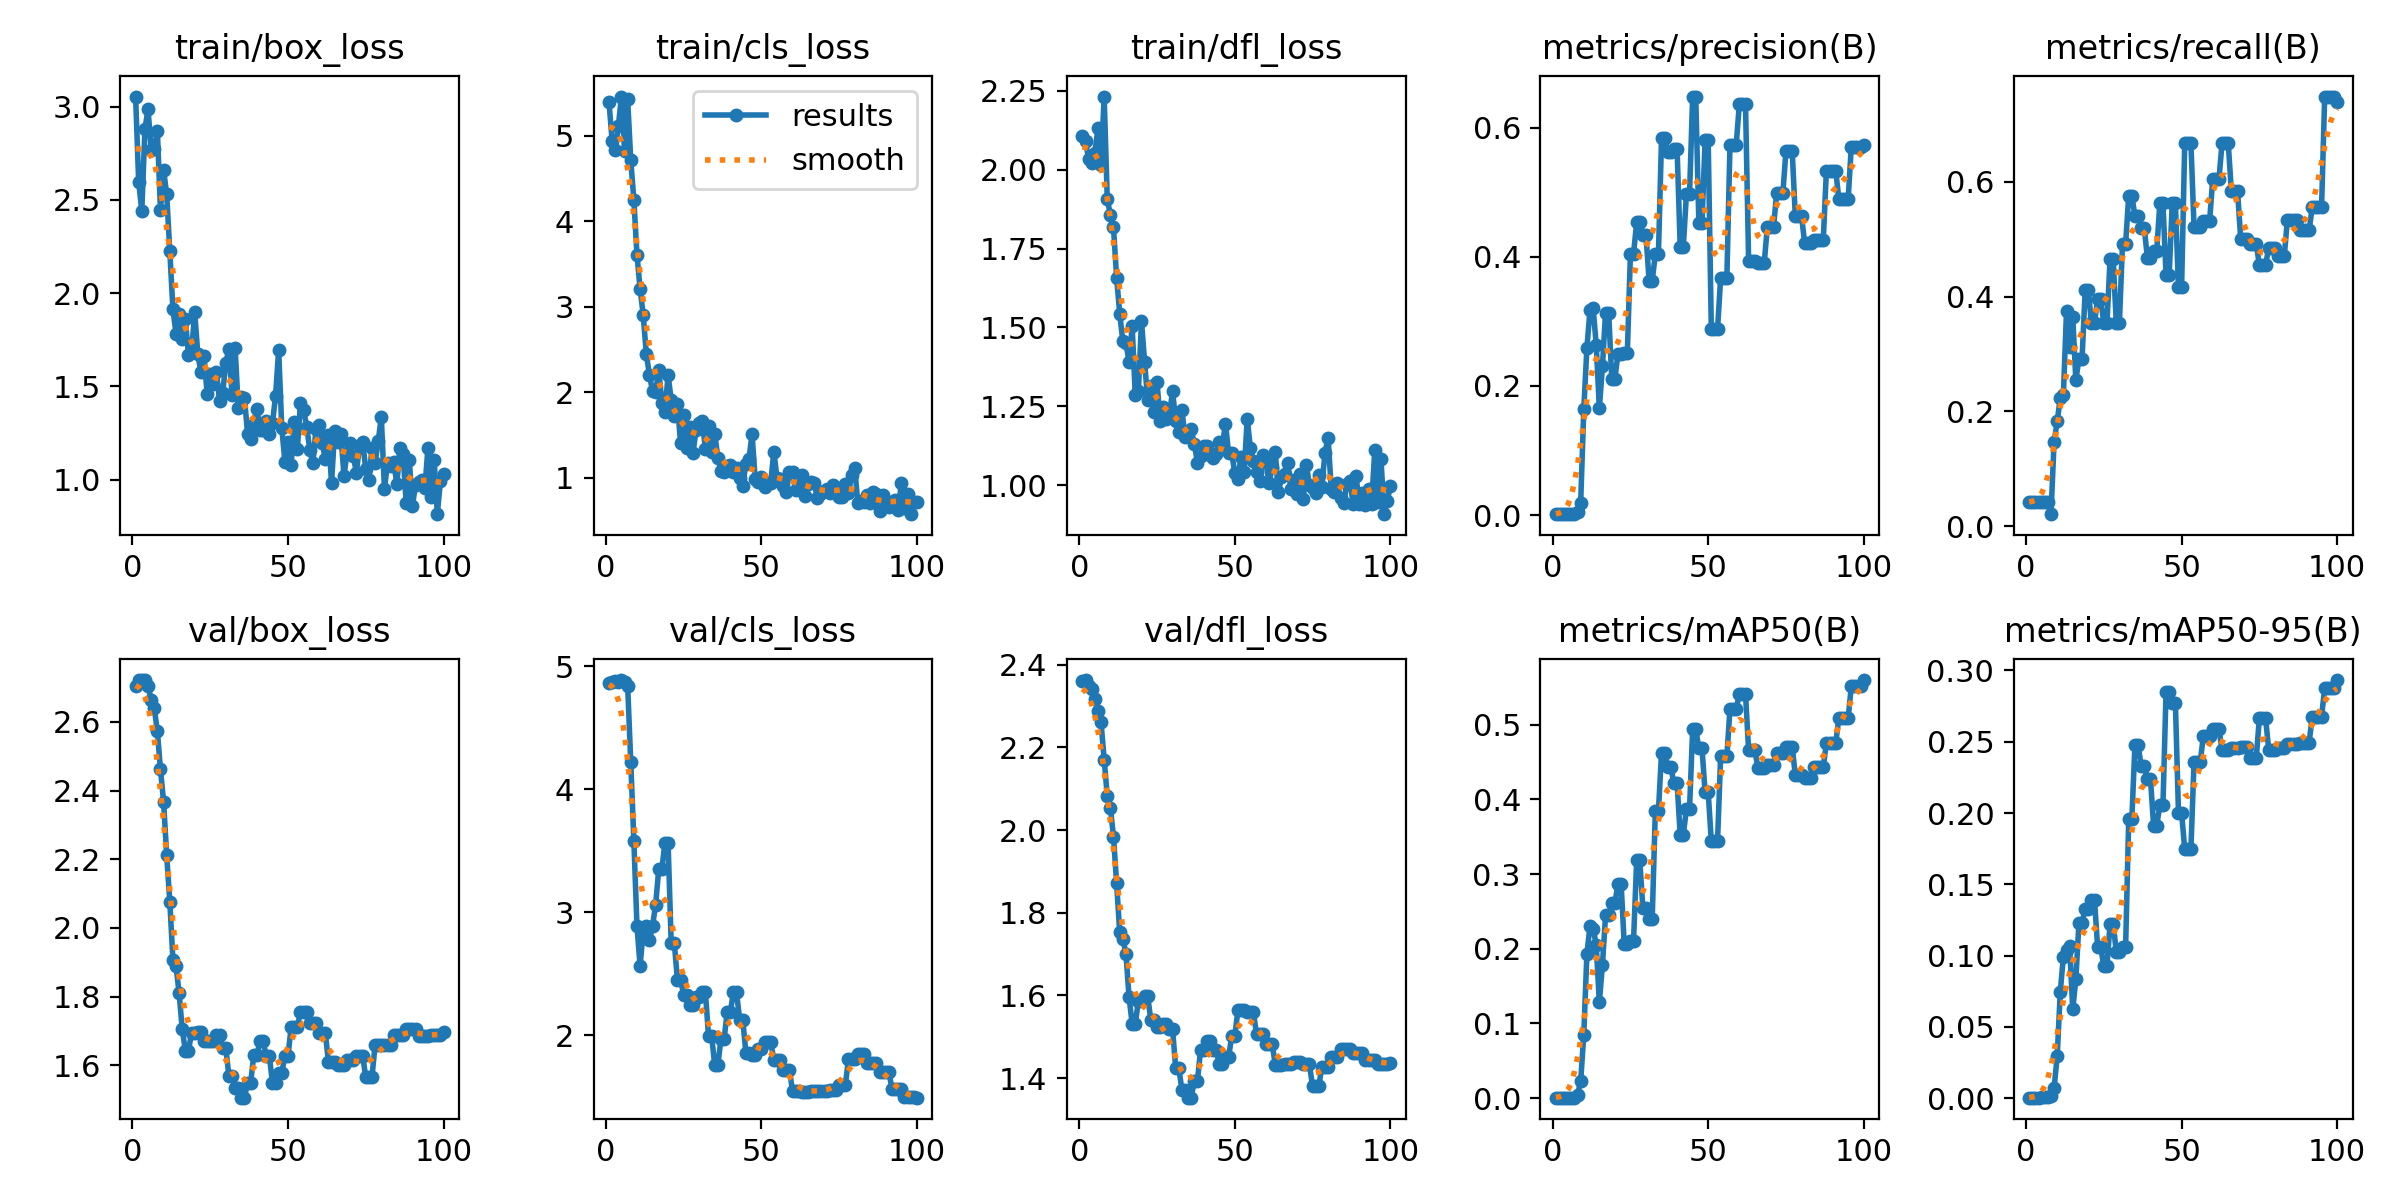 train/box_loss
3.0
2.5
2.0
1.5
1.0
0 50 100
train/cls_loss
results
smooth
5
4
3
2
1
0 50 100
train/dfl_loss
2.25
2.00
1.75
1.50
1.25
1.00
0 50 100
metrics/precision(B)
0.6
0.4
0.2
0.0
0 50 100
metrics/recall(B)
0.6
0.4
0.2
0.0
0 50 100
val/box_loss
2.6
2.4
2.2
2.0
1.8
1.6
0 50 100
val/cls_loss
5
4
3
2
0 50 100
val/dfl_loss
2.4
2.2
2.0
1.8
1.6
1.4
0 50 100
metrics/mAP50(B)
0.5
0.4
0.3
0.2
0.1
0.0
0 50 100
metrics/mAP50-95(B)
0.30
0.25
0.20
0.15
0.10
0.05
0.00
0 50 100